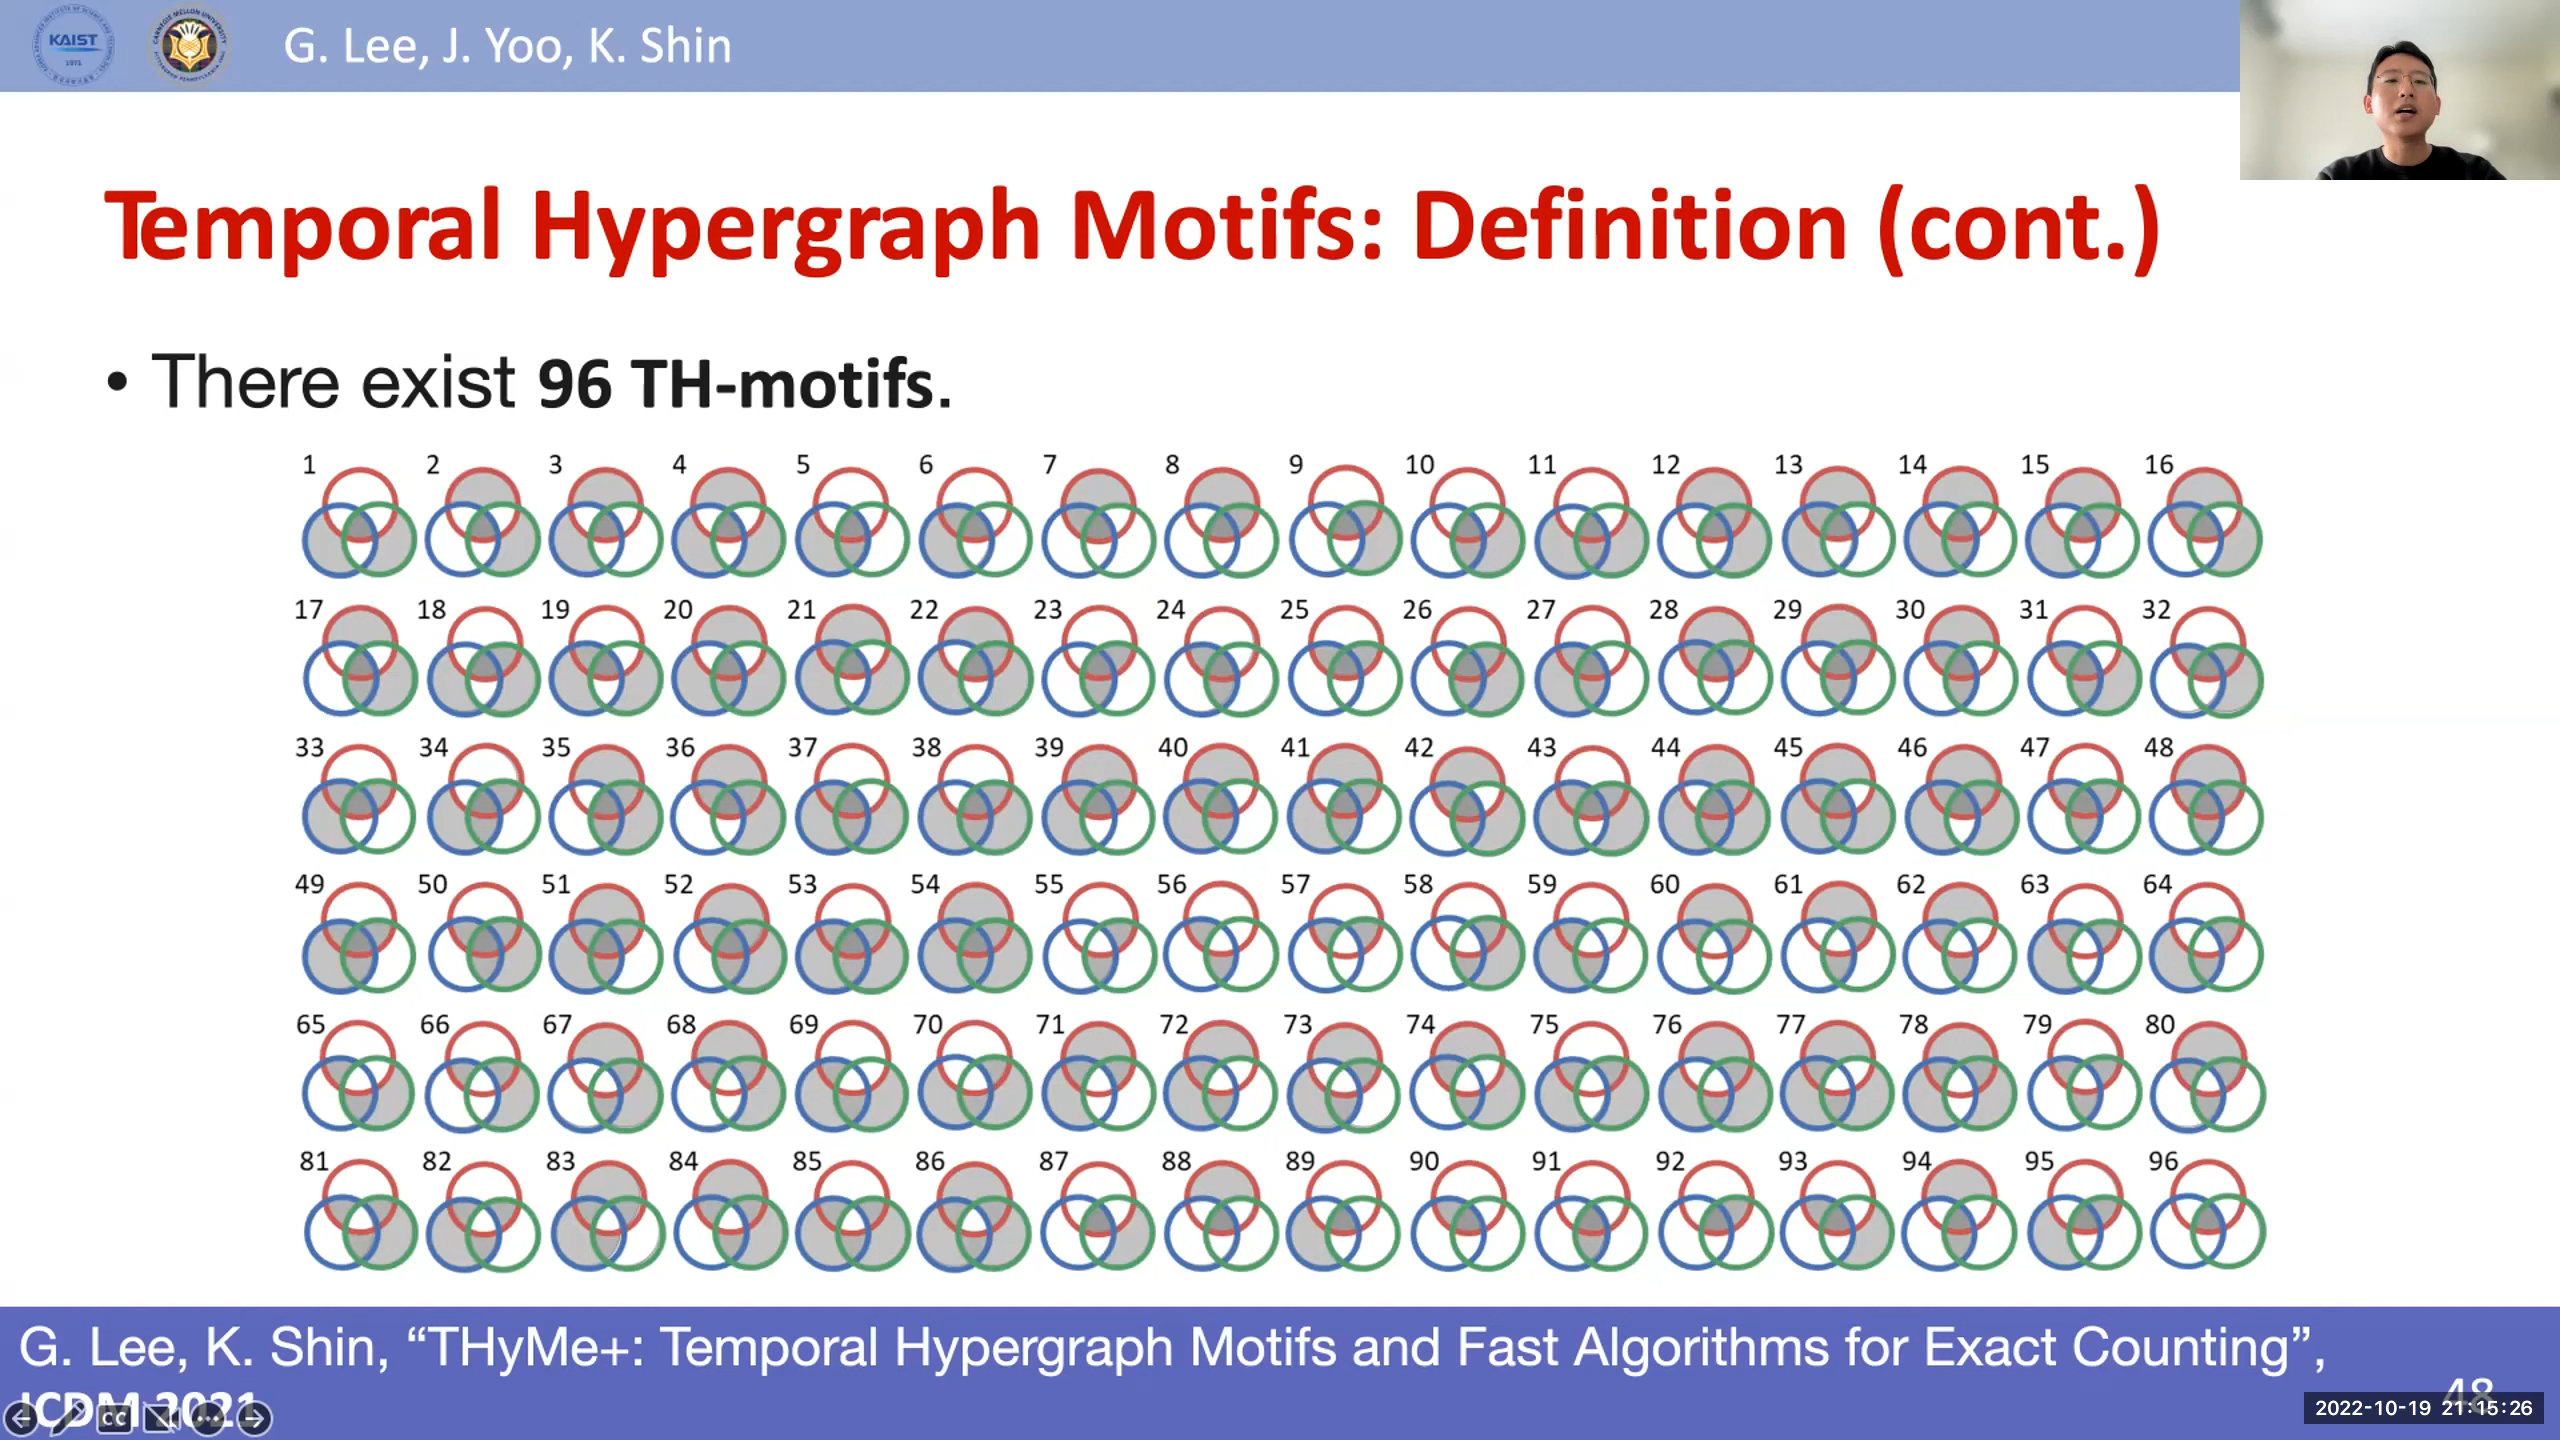 KAIST
1971
G. Lee, J. Yoo, K. Shin
Temporal Hypergraph Motifs: Definition (cont.)
• There exist 96 TH-motifs.
1 2 3 4 5 6 7 8 9 10 11 12 13 14 15 16
17 18 19 20 21 22 23 24 25 26 27 28 29 30 31 32
33 34 35 36 37 38 39 40 41 42 43 44 45 46 47 48
49 50 51 52 53 54 55 56 57 58 59 60 61 62 63 64
65 66 67 68 69 70 71 72 73 74 75 76 77 78 79 80
81 82 83 84 85 86 87 88 89 90 91 92 93 94 95 96
G. Lee, K. Shin, “THyMe+: Temporal Hypergraph Motifs and Fast Algorithms for Exact Counting”,
ICDM 2021
CC
48
2022-10-19 21:15:26